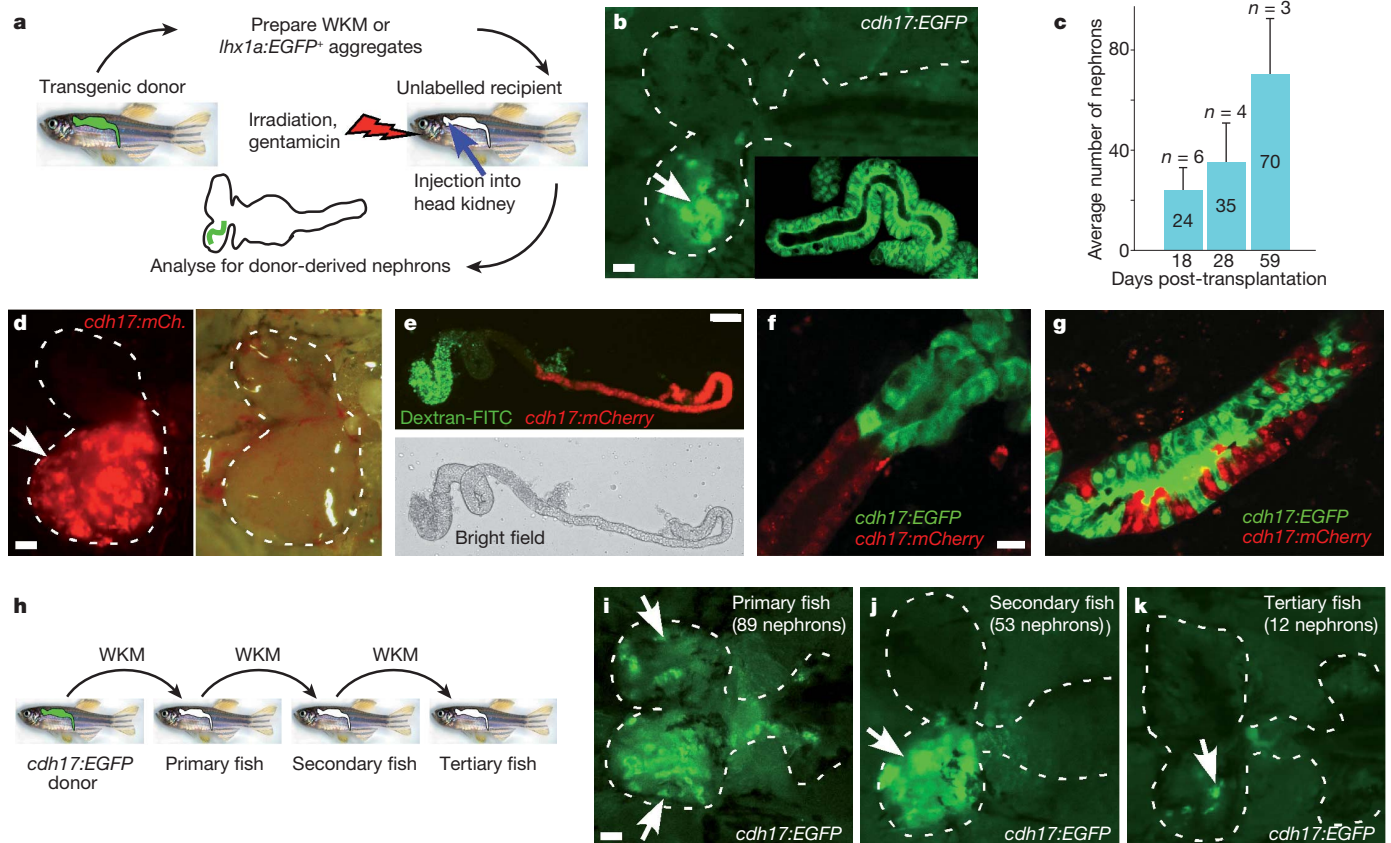 a
Prepare WKM or
lhx1a:EGFP+ aggregates
Transgenic donor
Unlabelled recipient
Irradiation,
gentamicin
Injection into
head kidney
Analyse for donor-derived nephrons
b
cdh17:EGFP
c
Average number of nephrons
80
40
0
n = 6
n = 4
n = 3
24
35
70
18
28
59
Days post-transplantation
d
cdh17:mCh.
e
Dextran-FITC
cdh17:mCherry
Bright field
f
cdh17:EGFP
cdh17:mCherry
g
cdh17:EGFP
cdh17:mCherry
h
WKM
WKM
WKM
cdh17:EGFP
donor
Primary fish
Secondary fish
Tertiary fish
i
Primary fish
(89 nephrons)
cdh17:EGFP
j
Secondary fish
(53 nephrons))
cdh17:EGFP
k
Tertiary fish
(12 nephrons)
cdh17:EGFP